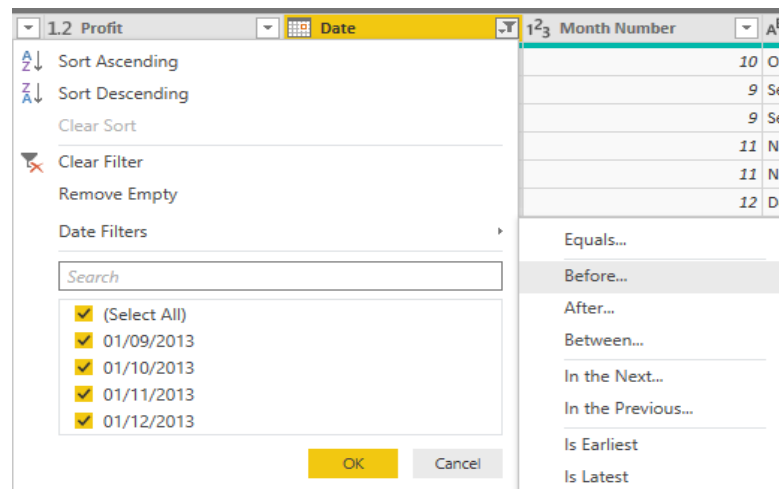 1.2 Profit Date 1²3 Month Number
A↓Z Sort Ascending
Z↓A Sort Descending
Clear Sort
Clear Filter
Remove Empty
Date Filters
Search
(Select All)
01/09/2013
01/10/2013
01/11/2013
01/12/2013
OK Cancel
10 O
9 Se
9 Se
11 N
11 N
12 D
Equals...
Before...
After...
Between...
In the Next...
In the Previous...
Is Earliest
Is Latest